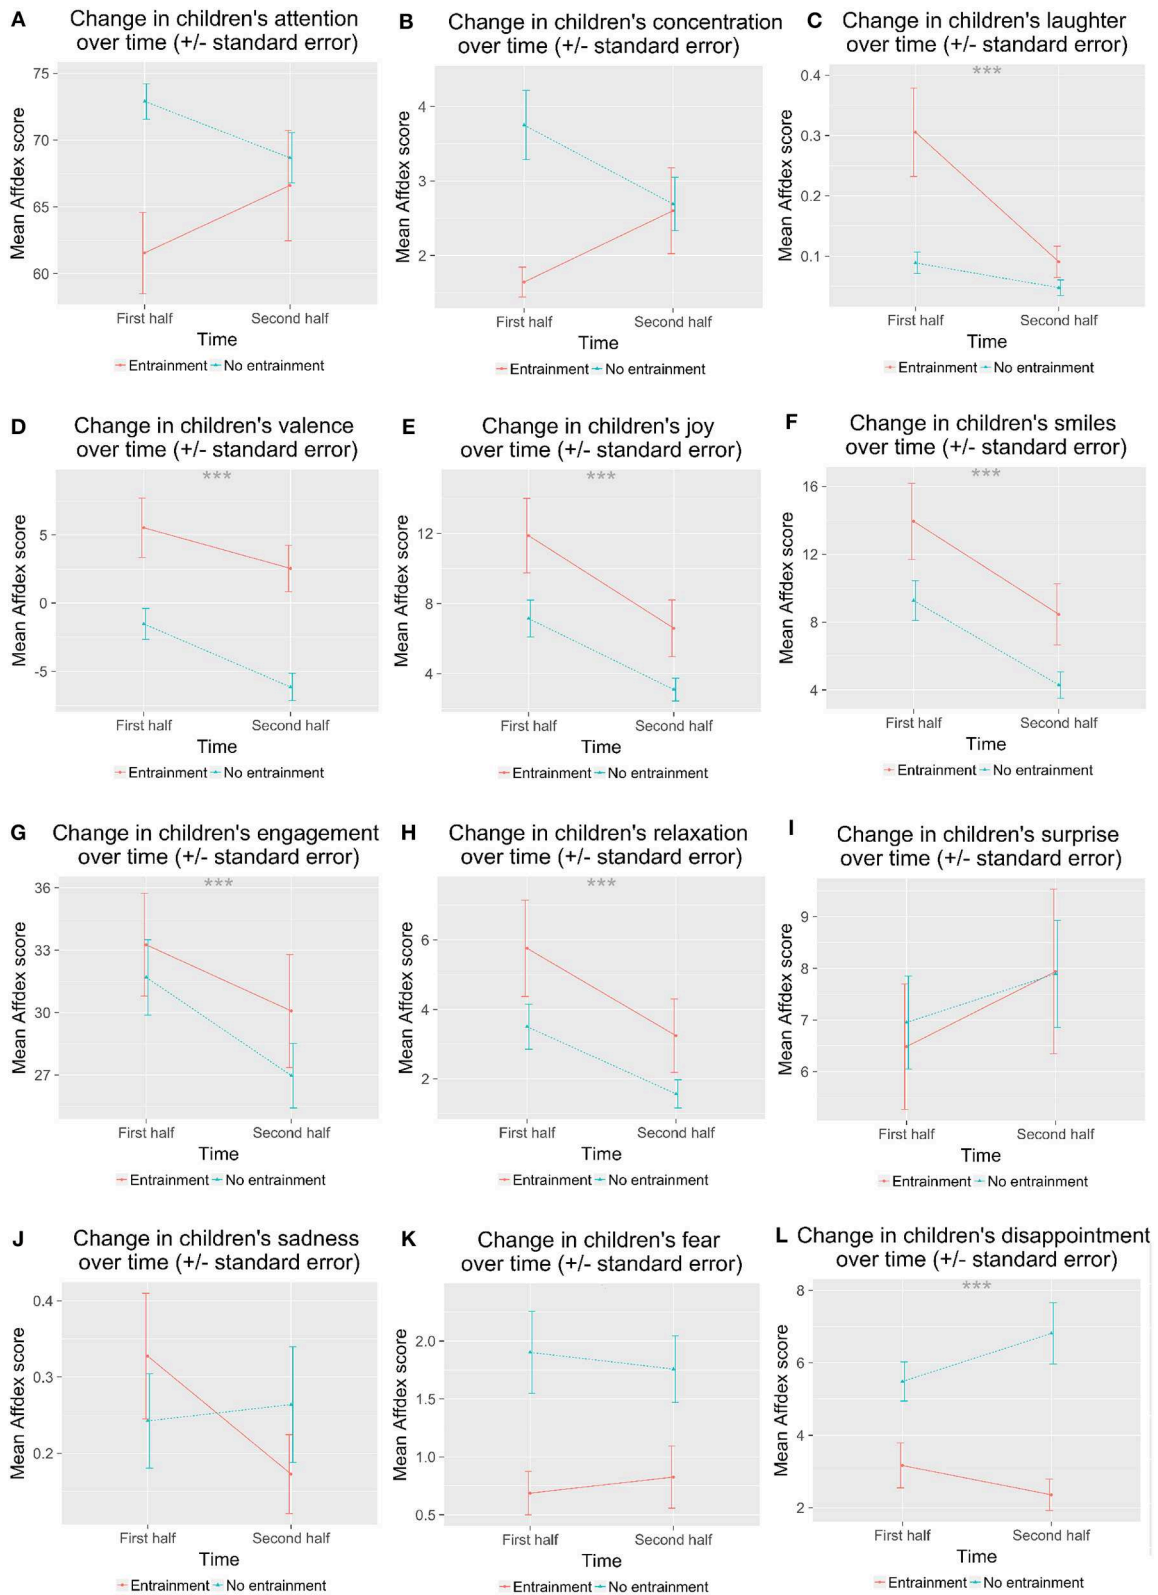 A Change in children's attention
over time (+/- standard error)
Mean Affdex score
75
70
65
60
First half Second half
Time
Entrainment No entrainment
B Change in children's concentration
over time (+/- standard error)
Mean Affdex score
4
3
2
First half Second half
Time
Entrainment No entrainment
C Change in children's laughter
over time (+/- standard error)
***
Mean Affdex score
0.4
0.3
0.2
0.1
First half Second half
Time
Entrainment No entrainment
D Change in children's valence
over time (+/- standard error)
***
Mean Affdex score
5
0
-5
First half Second half
Time
Entrainment No entrainment
E Change in children's joy
over time (+/- standard error)
***
Mean Affdex score
12
8
4
First half Second half
Time
Entrainment No entrainment
F Change in children's smiles
over time (+/- standard error)
***
Mean Affdex score
16
12
8
4
First half Second half
Time
Entrainment No entrainment
G Change in children's engagement
over time (+/- standard error)
***
Mean Affdex score
36
33
30
27
First half Second half
Time
Entrainment No entrainment
H Change in children's relaxation
over time (+/- standard error)
***
Mean Affdex score
6
4
2
First half Second half
Time
Entrainment No entrainment
I Change in children's surprise
over time (+/- standard error)
Mean Affdex score
9
8
7
6
First half Second half
Time
Entrainment No entrainment
J Change in children's sadness
over time (+/- standard error)
Mean Affdex score
0.4
0.3
0.2
First half Second half
Time
Entrainment No entrainment
K Change in children's fear
over time (+/- standard error)
Mean Affdex score
2.0
1.5
1.0
0.5
First half Second half
Time
Entrainment No entrainment
L Change in children's disappointment
over time (+/- standard error)
***
Mean Affdex score
8
6
4
2
First half Second half
Time
Entrainment No entrainment